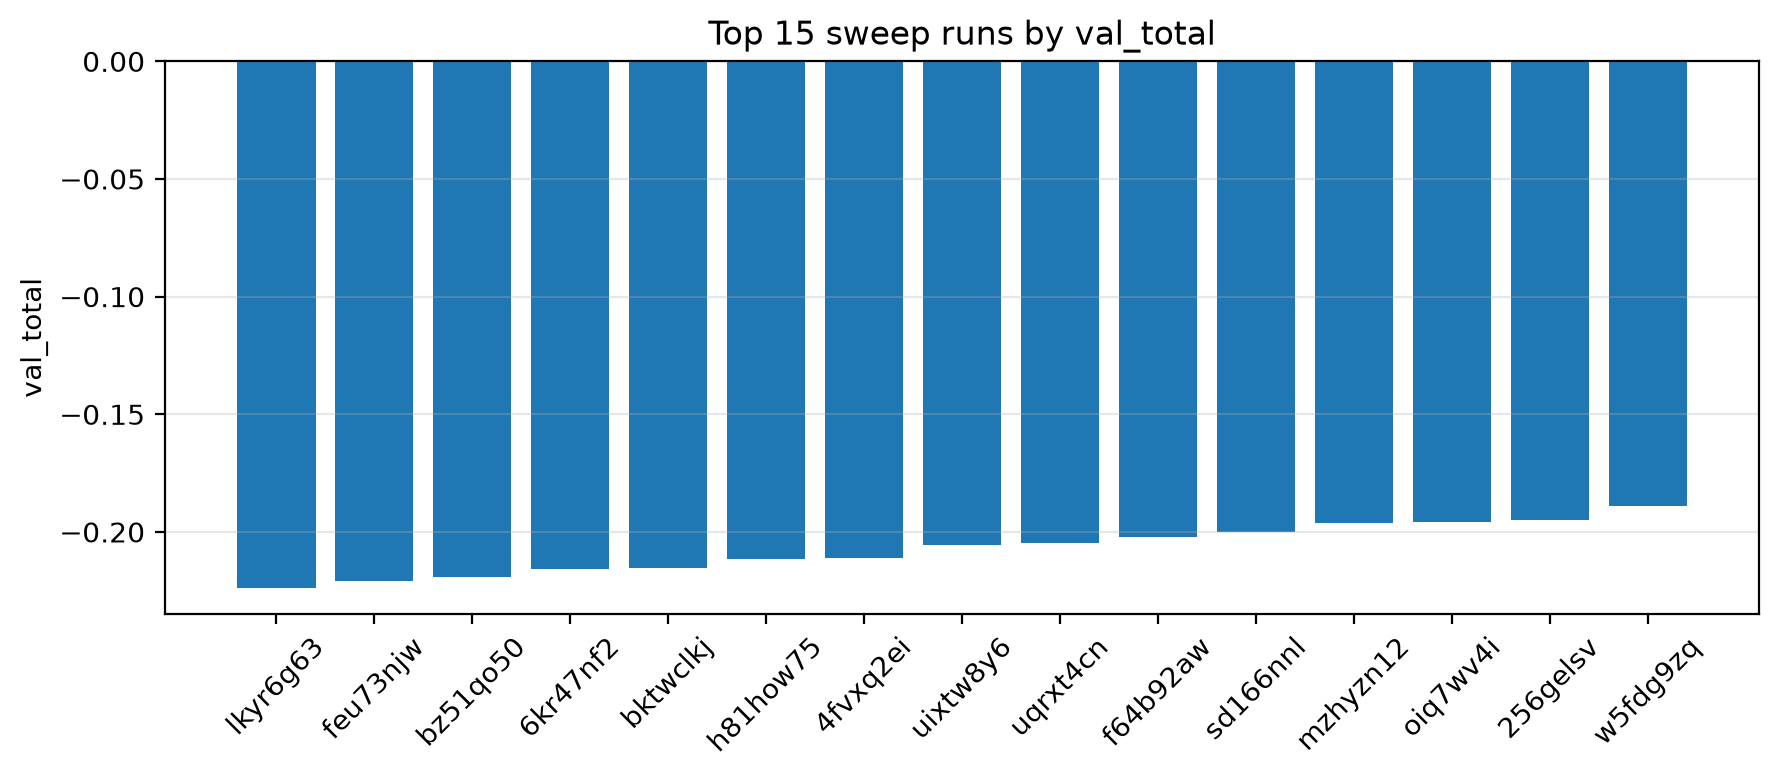 Top 15 sweep runs by val_total
val_total
0.00
−0.05
−0.10
−0.15
−0.20
lkyr6g63
feu73njw
bz51qo50
6kr47nf2
bktwclkj
h81how75
4fvxq2ei
uixtw8y6
uqrxt4cn
f64b92aw
sd166nnl
mzhyzn12
oiq7wv4i
256gelsv
w5fdg9zq